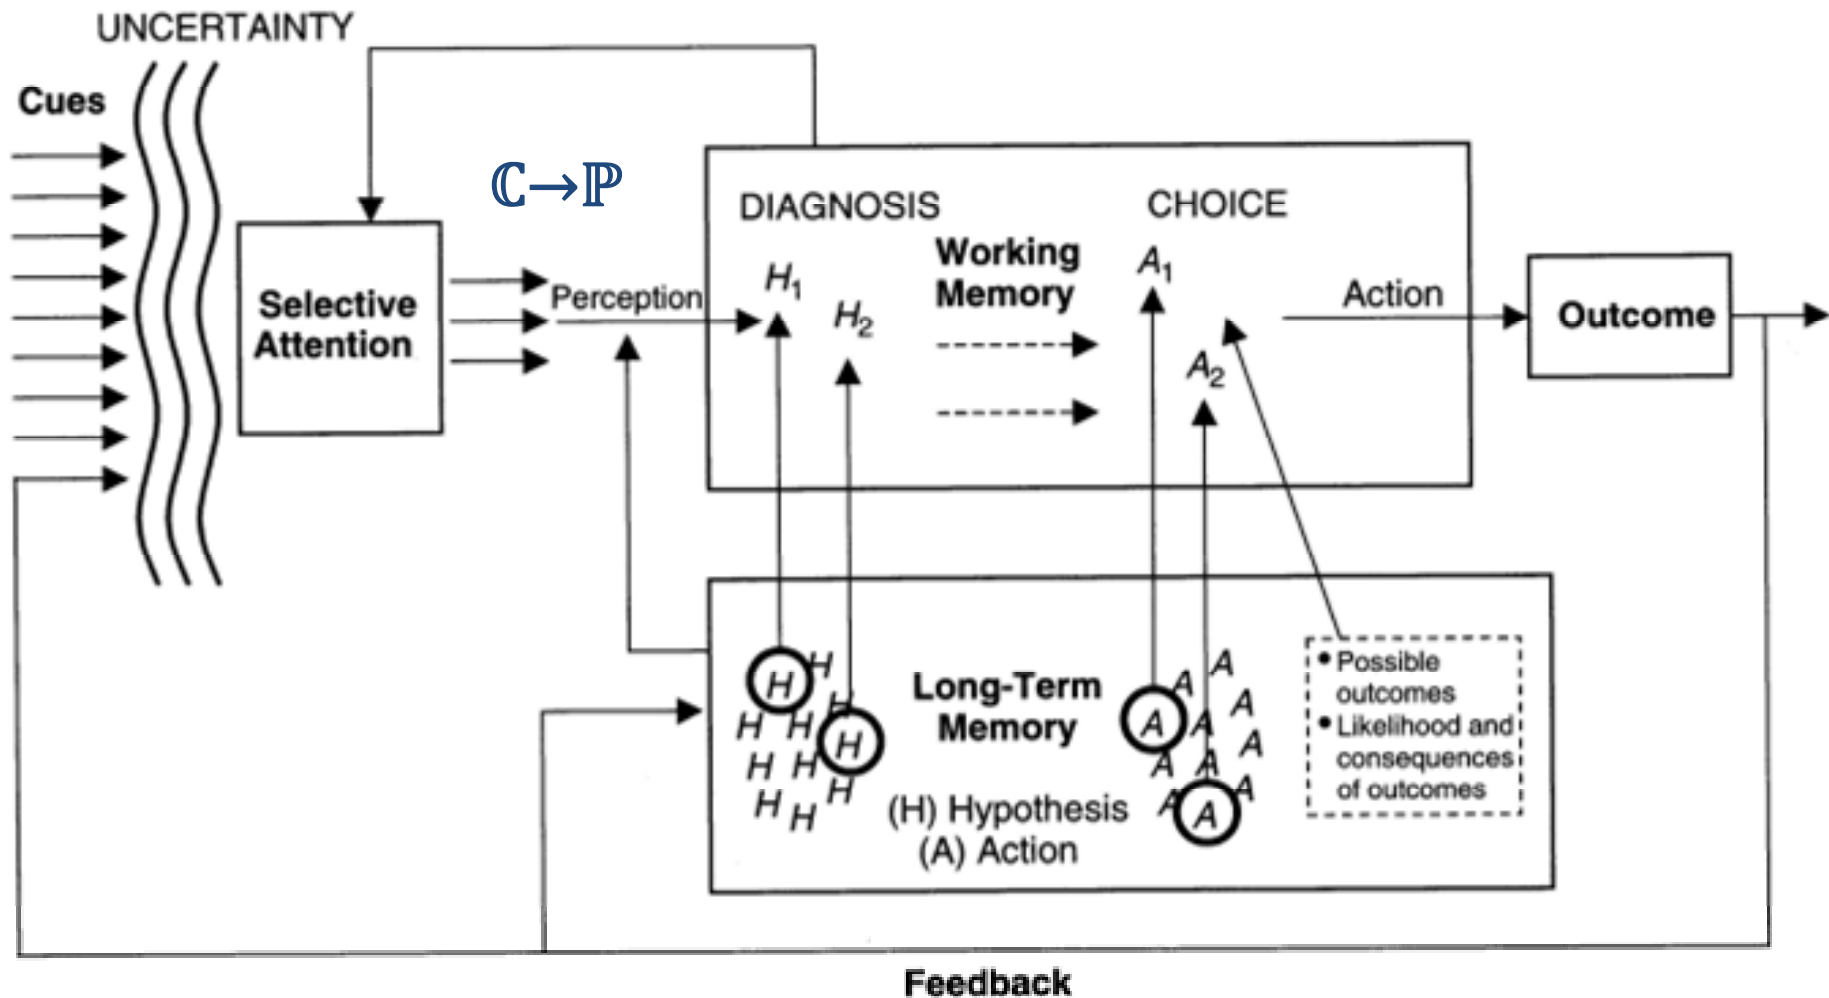 UNCERTAINTY
Cues
ℂ→ℙ
Selective
Attention
Perception
DIAGNOSIS
CHOICE
Working
Memory
H₁
H₂
A₁
A₂
Action
Outcome
Long-Term
Memory
H
H
H
H
H
H
H
H
H
H
H
A
A
A
A
A
A
A
A
A
A
A
(H) Hypothesis
(A) Action
• Possible
outcomes
• Likelihood and
consequences
of outcomes
Feedback